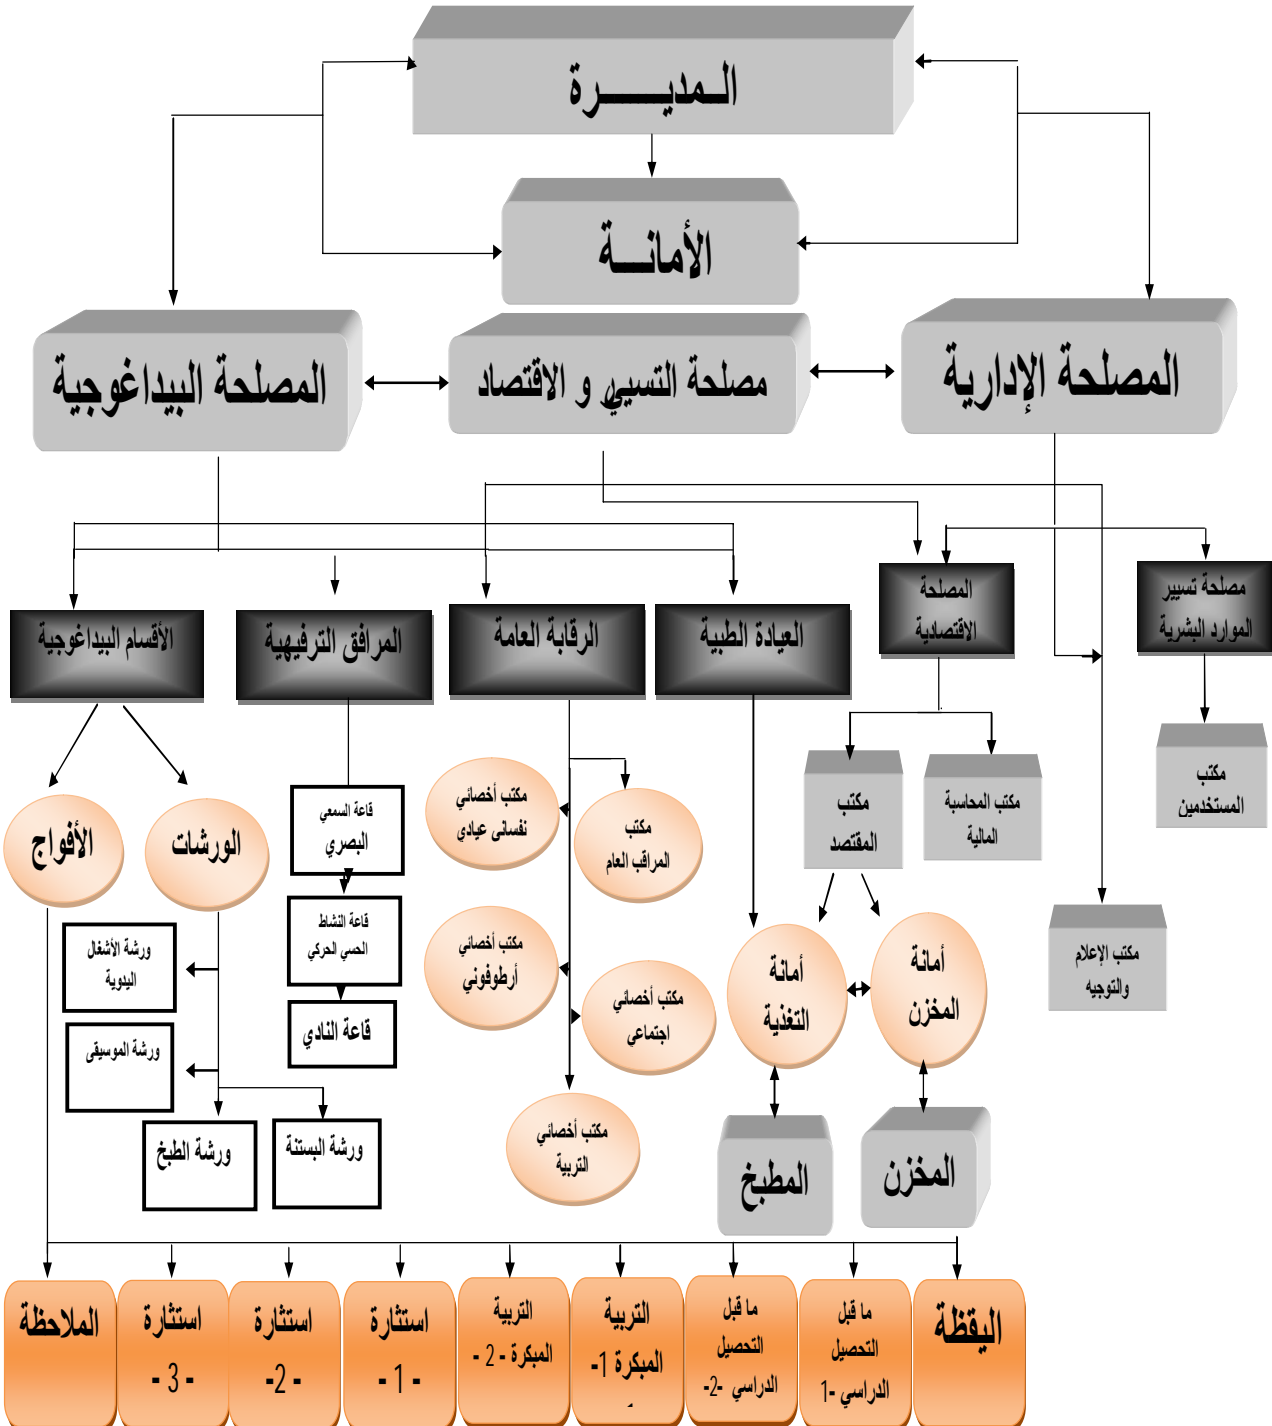 الـمديـــــــرة
الأمانـــة
المصلحة الإدارية
مصلحة التسيي و الاقتصاد
المصلحة البيداغوجية
مصلحة تسيير
الموارد البشرية
المصلحة
الاقتصادية
العيادة الطبية
الرقابة العامة
المرافق الترفيهية
الأقسام البيداغوجية
مكتب
المستخدمين
مكتب المحاسبة
المالية
مكتب
المقتصد
مكتب
المراقب العام
مكتب أخصائي
نفساني عيادي
قاعة السمعي
البصري
الورشات
الأفواج
مكتب الإعلام
والتوجيه
أمانة
المخزن
أمانة
التغذية
مكتب أخصائي
اجتماعي
مكتب أخصائي
أرطوفوني
قاعة النشاط
الحسي الحركي
ورشة الأشغال
اليدوية
قاعة النادي
ورشة الموسيقى
المخزن
المطبخ
مكتب أخصائي
التربية
ورشة البستنة
ورشة الطبخ
اليقظة
ما قبل
التحصيل
الدراسي -1
ما قبل
التحصيل
الدراسي -2-
التربية
المبكرة 1-
-
التربية
المبكرة - 2 -
استثارة
- 1 -
استثارة
-2 -
استثارة
- 3 -
الملاحظة